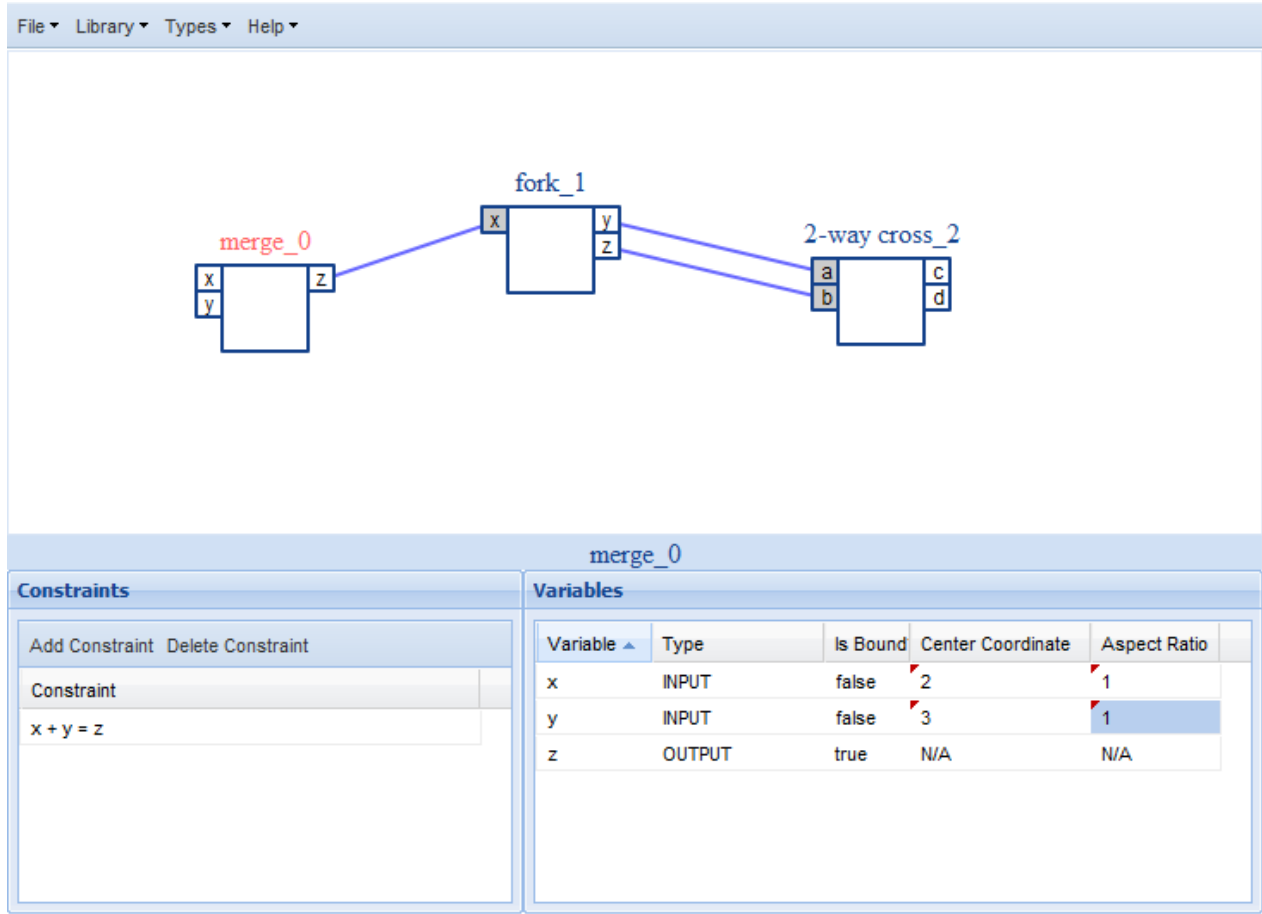 File Library Types Help
fork_1
x y
z
merge_0
x z
y
2-way cross_2
a c
b d
merge_0
Constraints
Add Constraint Delete Constraint
Constraint
x + y = z
Variables
Variable Type Is Bound Center Coordinate Aspect Ratio
x INPUT false 2 1
y INPUT false 3 1
z OUTPUT true N/A N/A